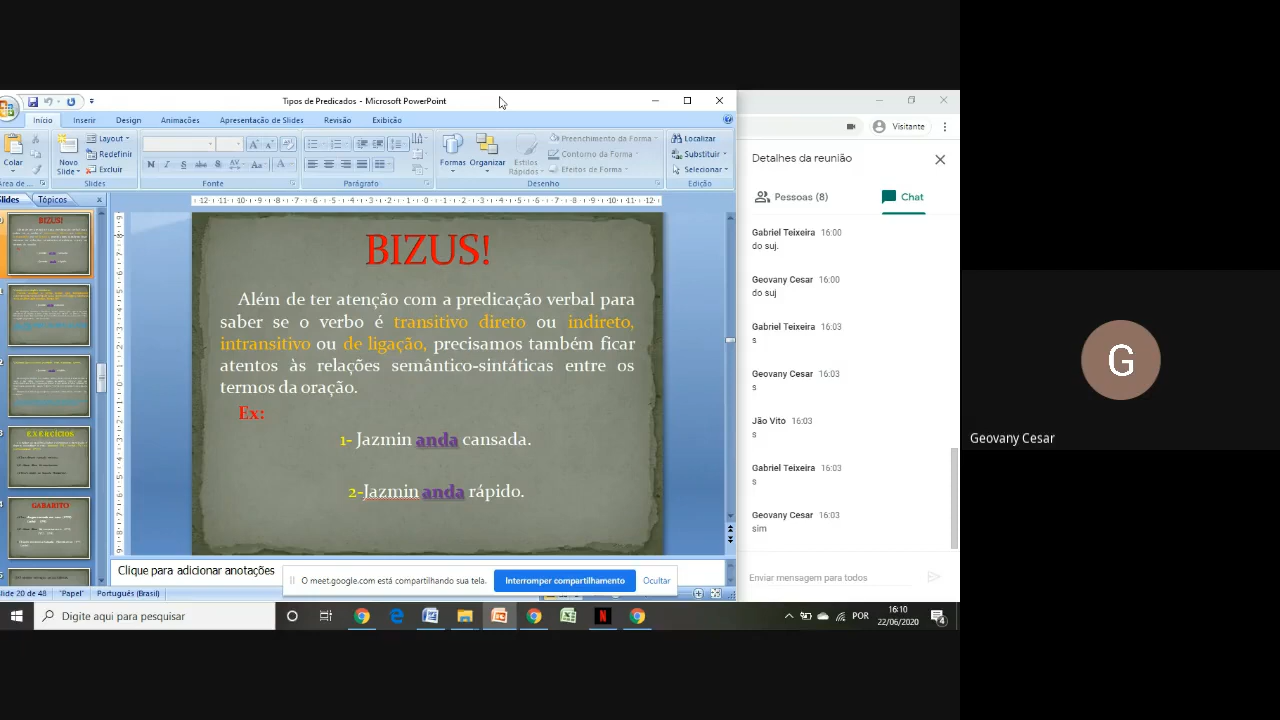 Tipos de Predicados - Microsoft PowerPoint
Início Inserir Design Animações Apresentação de Slides Revisão Exibição
Visitante
Colar
Novo Slide
Layout
Redefinir
Excluir
Formas
Organizar
Estilos Rápidos
Preenchimento da Forma
Contorno da Forma
Efeitos de Forma
Localizar
Substituir
Selecionar
Área de...
Slides
Fonte
Parágrafo
Desenho
Edição
Slides Tópicos
BIZUS!
EXERCÍCIOS
GABARITO
BIZUS!
Além de ter atenção com a predicação verbal para
saber se o verbo é transitivo direto ou indireto,
intransitivo ou de ligação, precisamos também ficar
atentos às relações semântico-sintáticas entre os
termos da oração.
Ex:
1- Jazmin anda cansada.
2-Jazmin anda rápido.
Clique para adicionar anotações
O meet.google.com está compartilhando sua tela.
Interromper compartilhamento
Ocultar
Slide 20 de 48 "Papel" Português (Brasil)
Detalhes da reunião
Pessoas (8)
Chat
Gabriel Teixeira 16:00
do suj.
Geovany Cesar 16:00
do suj
Gabriel Teixeira 16:03
s
Geovany Cesar 16:03
s
Jão Vito 16:03
s
Gabriel Teixeira 16:03
s
Geovany Cesar 16:03
sim
Enviar mensagem para todos
Digite aqui para pesquisar
POR
16:10
22/06/2020
4
G
Geovany Cesar